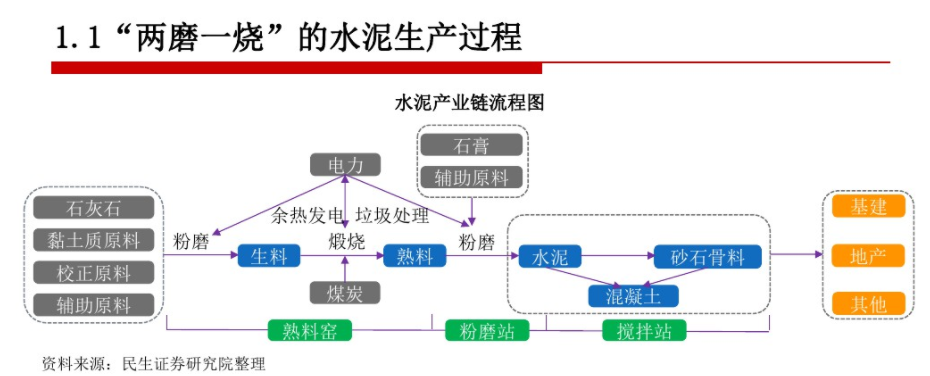 1.1“两磨一烧”的水泥生产过程
水泥产业链流程图
石膏
辅助原料
电力
石灰石
黏土质原料
校正原料
辅助原料
余热发电 垃圾处理
粉磨
生料
煅烧
熟料
粉磨
水泥
砂石骨料
煤炭
混凝土
基建
地产
其他
熟料窑
粉磨站
搅拌站
资料来源：民生证券研究院整理